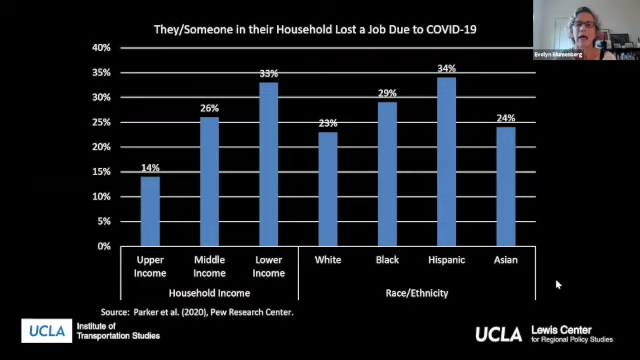 They/Someone in their Household Lost a Job Due to COVID-19
Evelyn Blumenberg
40%
35%
30%
25%
20%
15%
10%
5%
0%
14%
26%
33%
23%
29%
34%
24%
Upper Income
Middle Income
Lower Income
White
Black
Hispanic
Asian
Household Income
Race/Ethnicity
Source: Parker et al. (2020), Pew Research Center.
UCLA
Institute of
Transportation Studies
UCLA
Lewis Center
for Regional Policy Studies